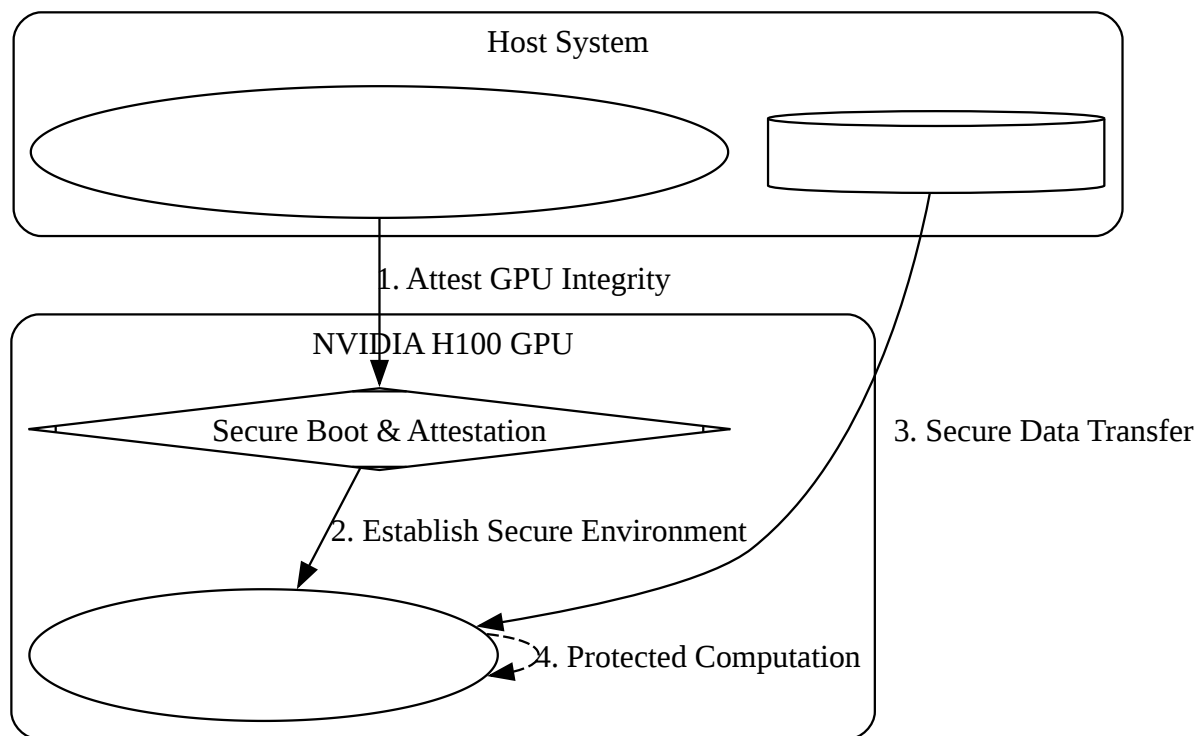 Host System
1. Attest GPU Integrity
NVIDIA H100 GPU
Secure Boot & Attestation
3. Secure Data Transfer
2. Establish Secure Environment
4. Protected Computation